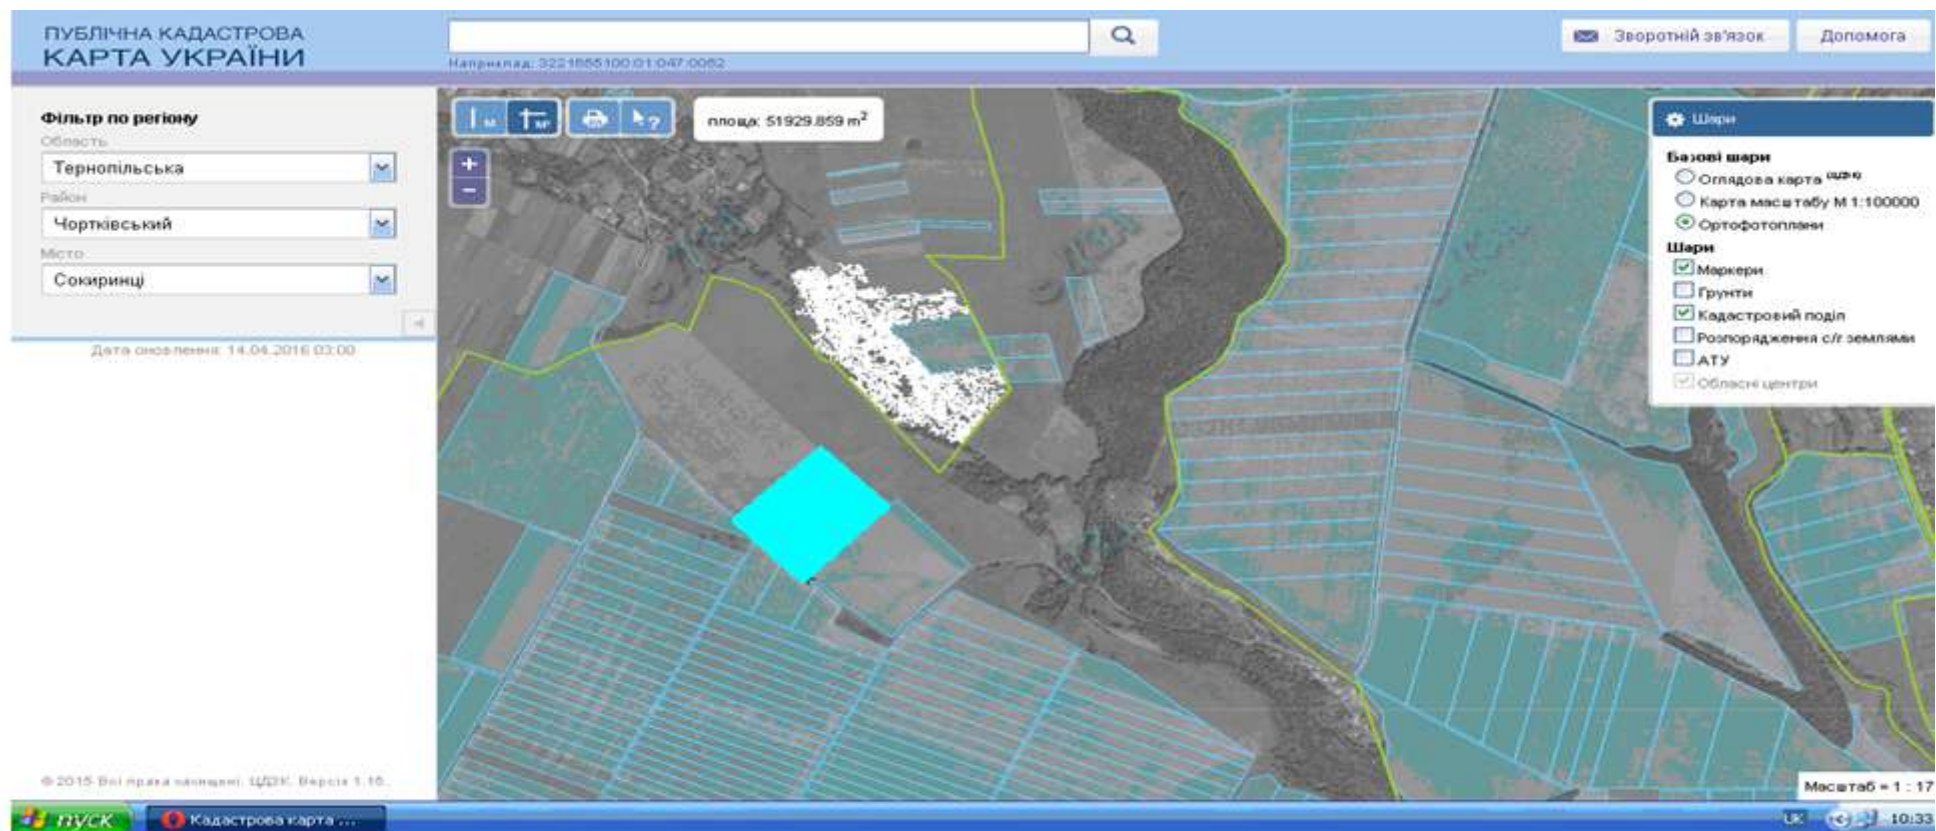 ПУБЛІЧНА КАДАСТРОВА
КАРТА УКРАЇНИ
Наприклад: 3221885100:01:047:0062
Зворотній зв'язок
Допомога
Фільтр по регіону
Область
Тернопільська
Район
Чортківський
Місто
Сокиринці
Дата оновлення: 14.04.2016 03:00
площа: 51929.859 m²
Шари
Базові шари
Оглядова карта
Карта масштабу М 1:100000
Ортофотоплани
Шари
Маркери
Грунти
Кадастровий поділ
Розпорядження с/г землями
АТУ
Обласні центри
Масштаб = 1 : 17
© 2015 Всі права захищені. ЦДЗК. Версія 1.16.
пуск
Кадастрова карта ...
UK
10:33